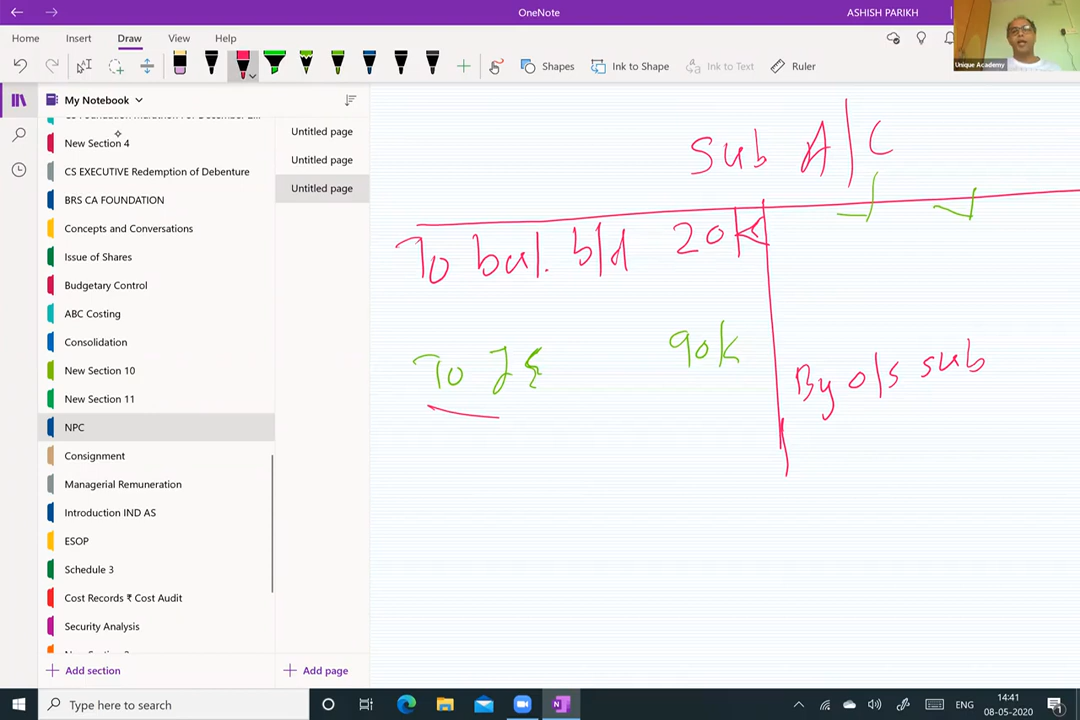 OneNote
ASHISH PARIKH
Home Insert Draw View Help
Shapes Ink to Shape Ink to Text Ruler
Unique Academy
My Notebook
New Section 4
CS EXECUTIVE Redemption of Debenture
BRS CA FOUNDATION
Concepts and Conversations
Issue of Shares
Budgetary Control
ABC Costing
Consolidation
New Section 10
New Section 11
NPC
Consignment
Managerial Remuneration
Introduction IND AS
ESOP
Schedule 3
Cost Records ₹ Cost Audit
Security Analysis
Add section
Untitled page
Untitled page
Untitled page
Add page
Sub A/C
To bal. b/d 20K
To I&E 90K
By o/s sub
Type here to search
ENG
14:41
08-05-2020